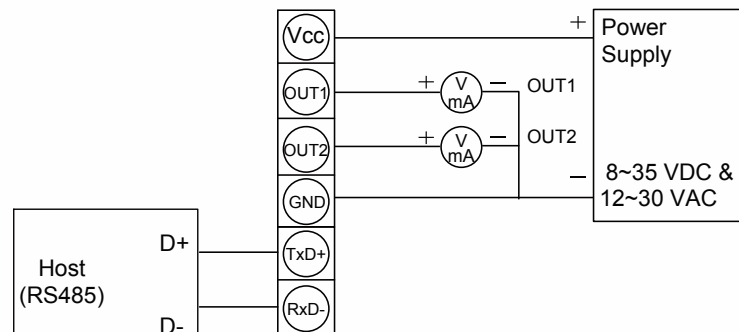 Vcc
+
Power
Supply
OUT1
+
V
mA
–
OUT1
OUT2
+
V
mA
–
OUT2
GND
–
8~35 VDC &
12~30 VAC
D+
TxD+
Host
(RS485)
D-
RxD-